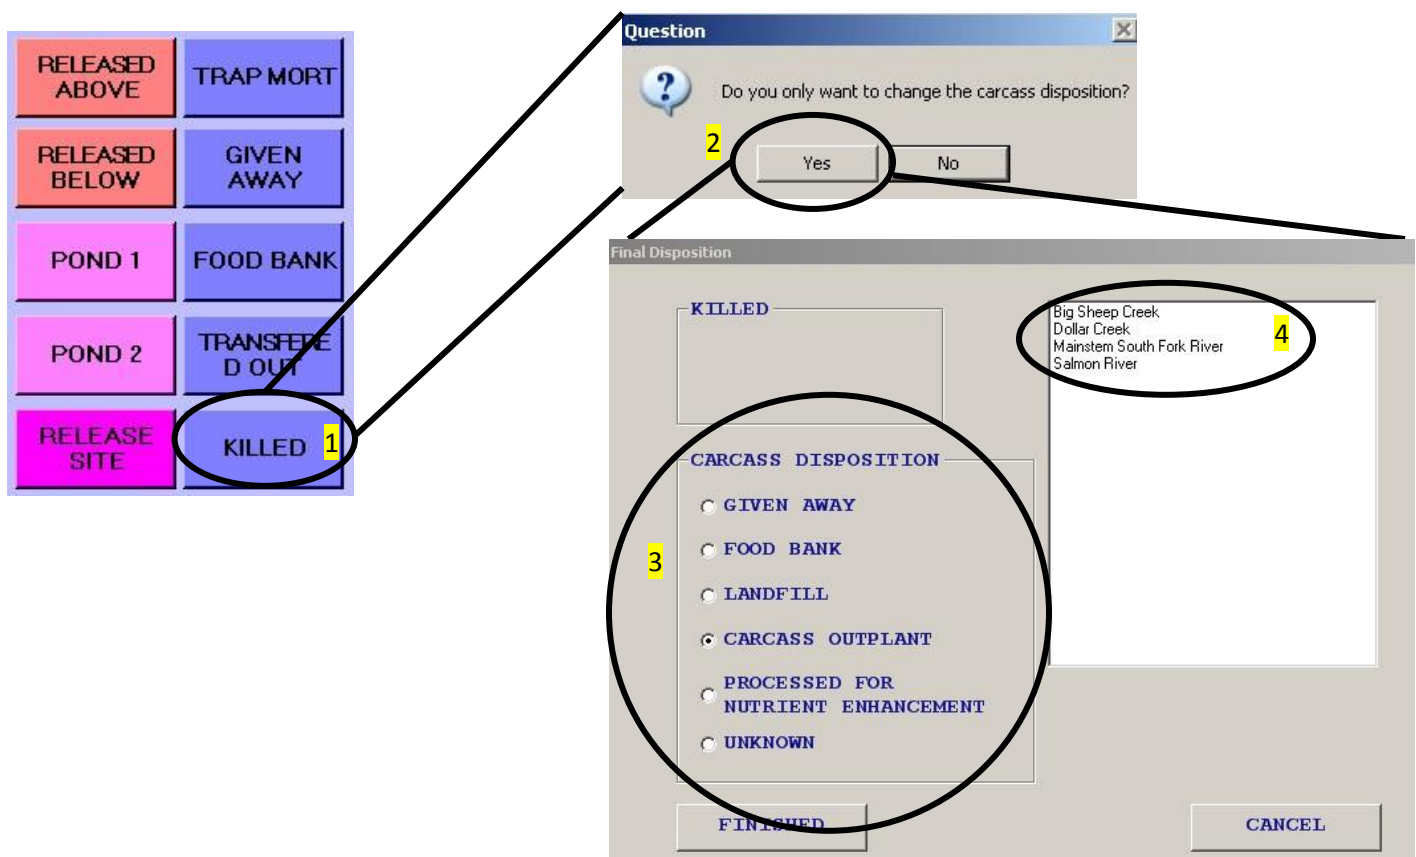 RELEASED
ABOVE
TRAP MORT
RELEASED
BELOW
GIVEN
AWAY
POND 1
FOOD BANK
POND 2
TRANSFERE
D OUT
RELEASE
SITE
KILLED
1
Question
Do you only want to change the carcass disposition?
2
Yes
No
Final Disposition
KILLED
Big Sheep Creek
Dollar Creek
Mainstem South Fork River
Salmon River
4
CARCASS DISPOSITION
GIVEN AWAY
3
FOOD BANK
LANDFILL
CARCASS OUTPLANT
PROCESSED FOR
NUTRIENT ENHANCEMENT
UNKNOWN
FINISHED
CANCEL